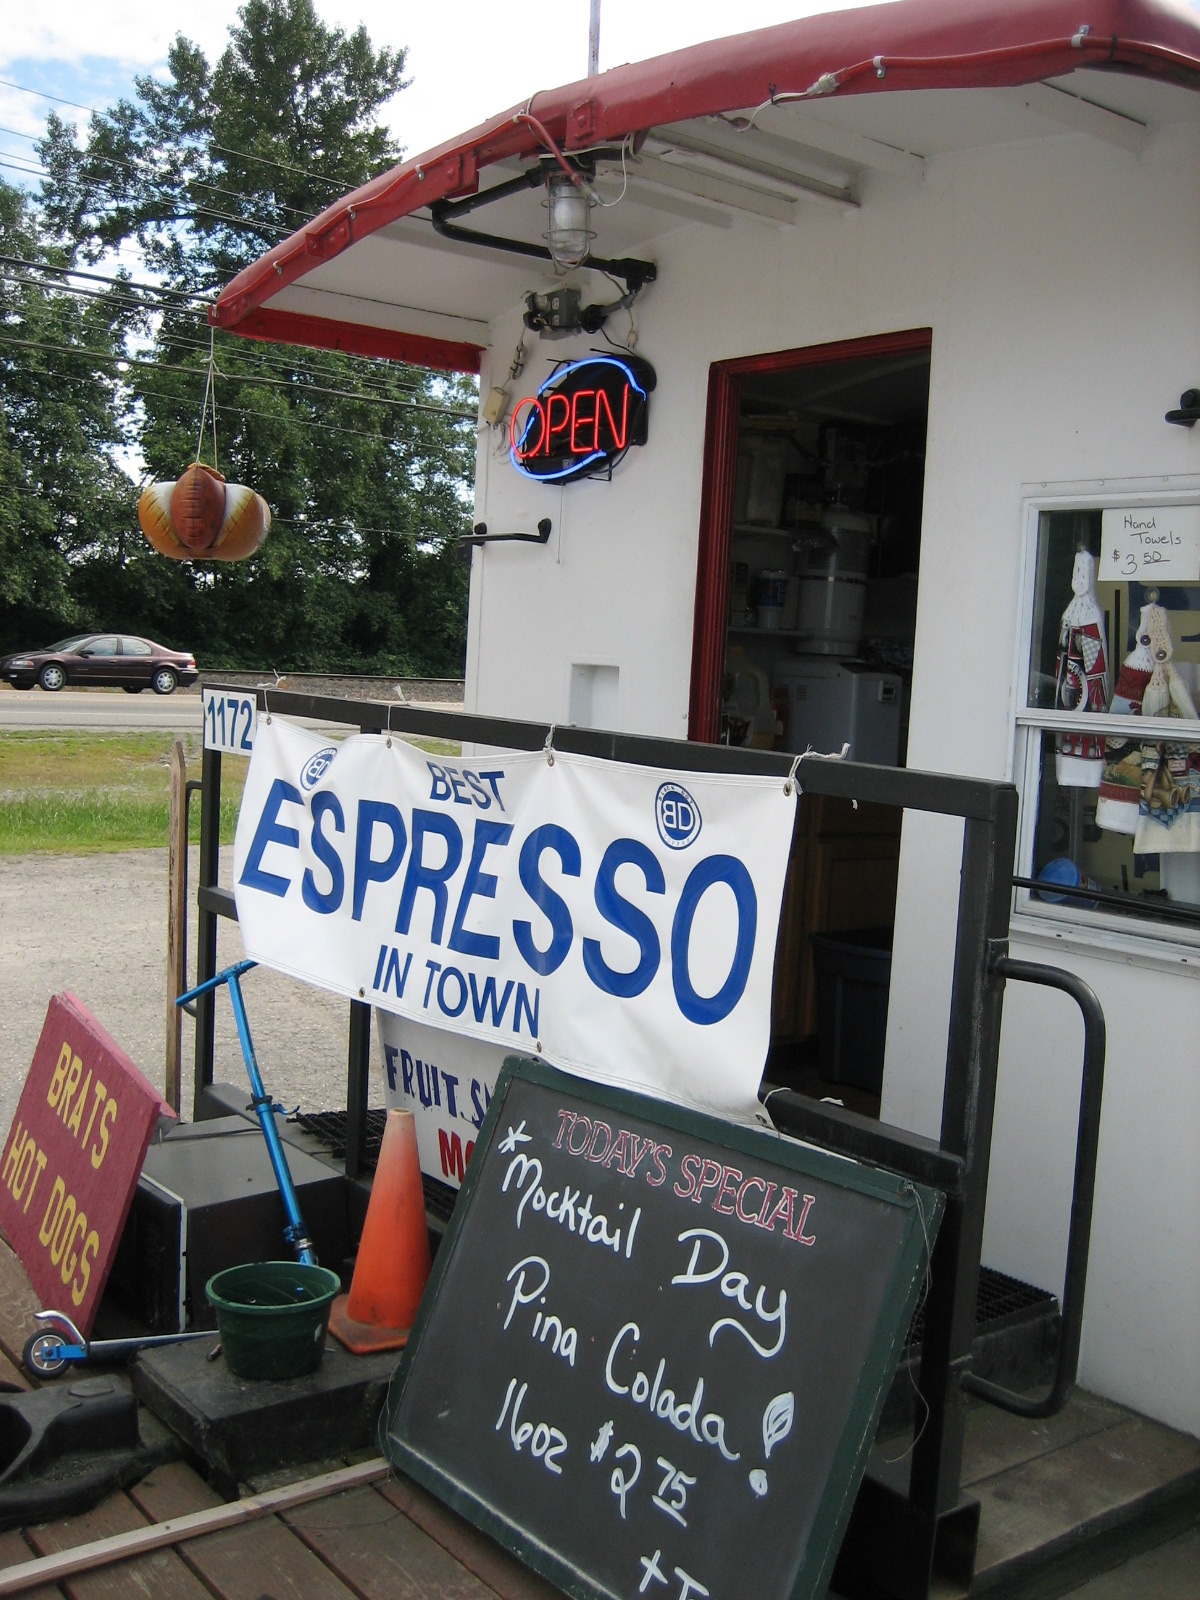 OPEN
Hand
Towels
$3 50
1172
BD
BD
BEST
ESPRESSO
IN TOWN
BRATS
HOT DOGS
FRUIT
TODAY'S SPECIAL
*Mocktail Day
Pina Colada!
16oz $2 75